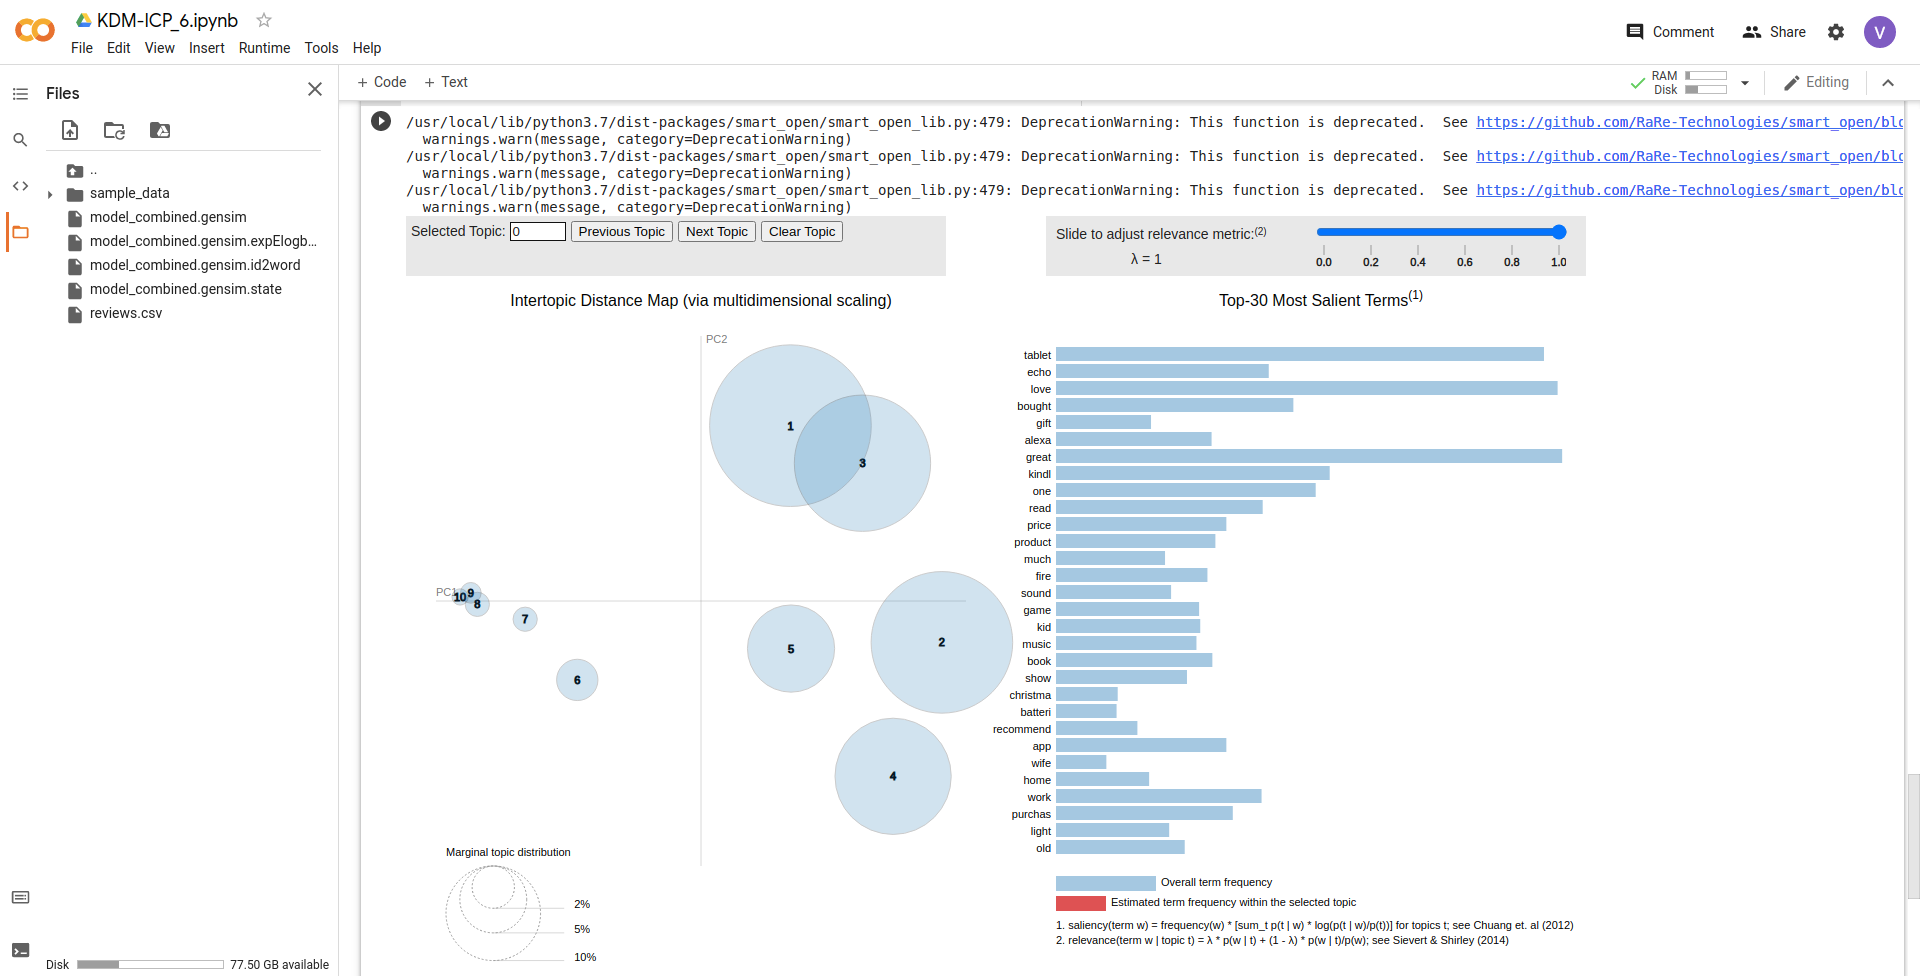 KDM-ICP_6.ipynb
File Edit View Insert Runtime Tools Help
Comment
Share
V
Files
+ Code + Text
RAM
Disk
Editing
..
sample_data
model_combined.gensim
model_combined.gensim.expElogb...
model_combined.gensim.id2word
model_combined.gensim.state
reviews.csv
Disk 77.50 GB available
/usr/local/lib/python3.7/dist-packages/smart_open/smart_open_lib.py:479: DeprecationWarning: This function is deprecated. See https://github.com/RaRe-Technologies/smart_open/blo
warnings.warn(message, category=DeprecationWarning)
/usr/local/lib/python3.7/dist-packages/smart_open/smart_open_lib.py:479: DeprecationWarning: This function is deprecated. See https://github.com/RaRe-Technologies/smart_open/blo
warnings.warn(message, category=DeprecationWarning)
/usr/local/lib/python3.7/dist-packages/smart_open/smart_open_lib.py:479: DeprecationWarning: This function is deprecated. See https://github.com/RaRe-Technologies/smart_open/blo
warnings.warn(message, category=DeprecationWarning)
Selected Topic: 0 Previous Topic Next Topic Clear Topic
Slide to adjust relevance metric:(2)
λ = 1
0.0 0.2 0.4 0.6 0.8 1.0
Intertopic Distance Map (via multidimensional scaling)
PC2
1
3
PC1
9
10
8
7
5
2
6
4
Marginal topic distribution
2%
5%
10%
Top-30 Most Salient Terms(1)
tablet
echo
love
bought
gift
alexa
great
kindl
one
read
price
product
much
fire
sound
game
kid
music
book
show
christma
batteri
recommend
app
wife
home
work
purchas
light
old
Overall term frequency
Estimated term frequency within the selected topic
1. saliency(term w) = frequency(w) * [sum_t p(t | w) * log(p(t | w)/p(t))] for topics t; see Chuang et. al (2012)
2. relevance(term w | topic t) = λ * p(w | t) + (1 - λ) * p(w | t)/p(w); see Sievert & Shirley (2014)